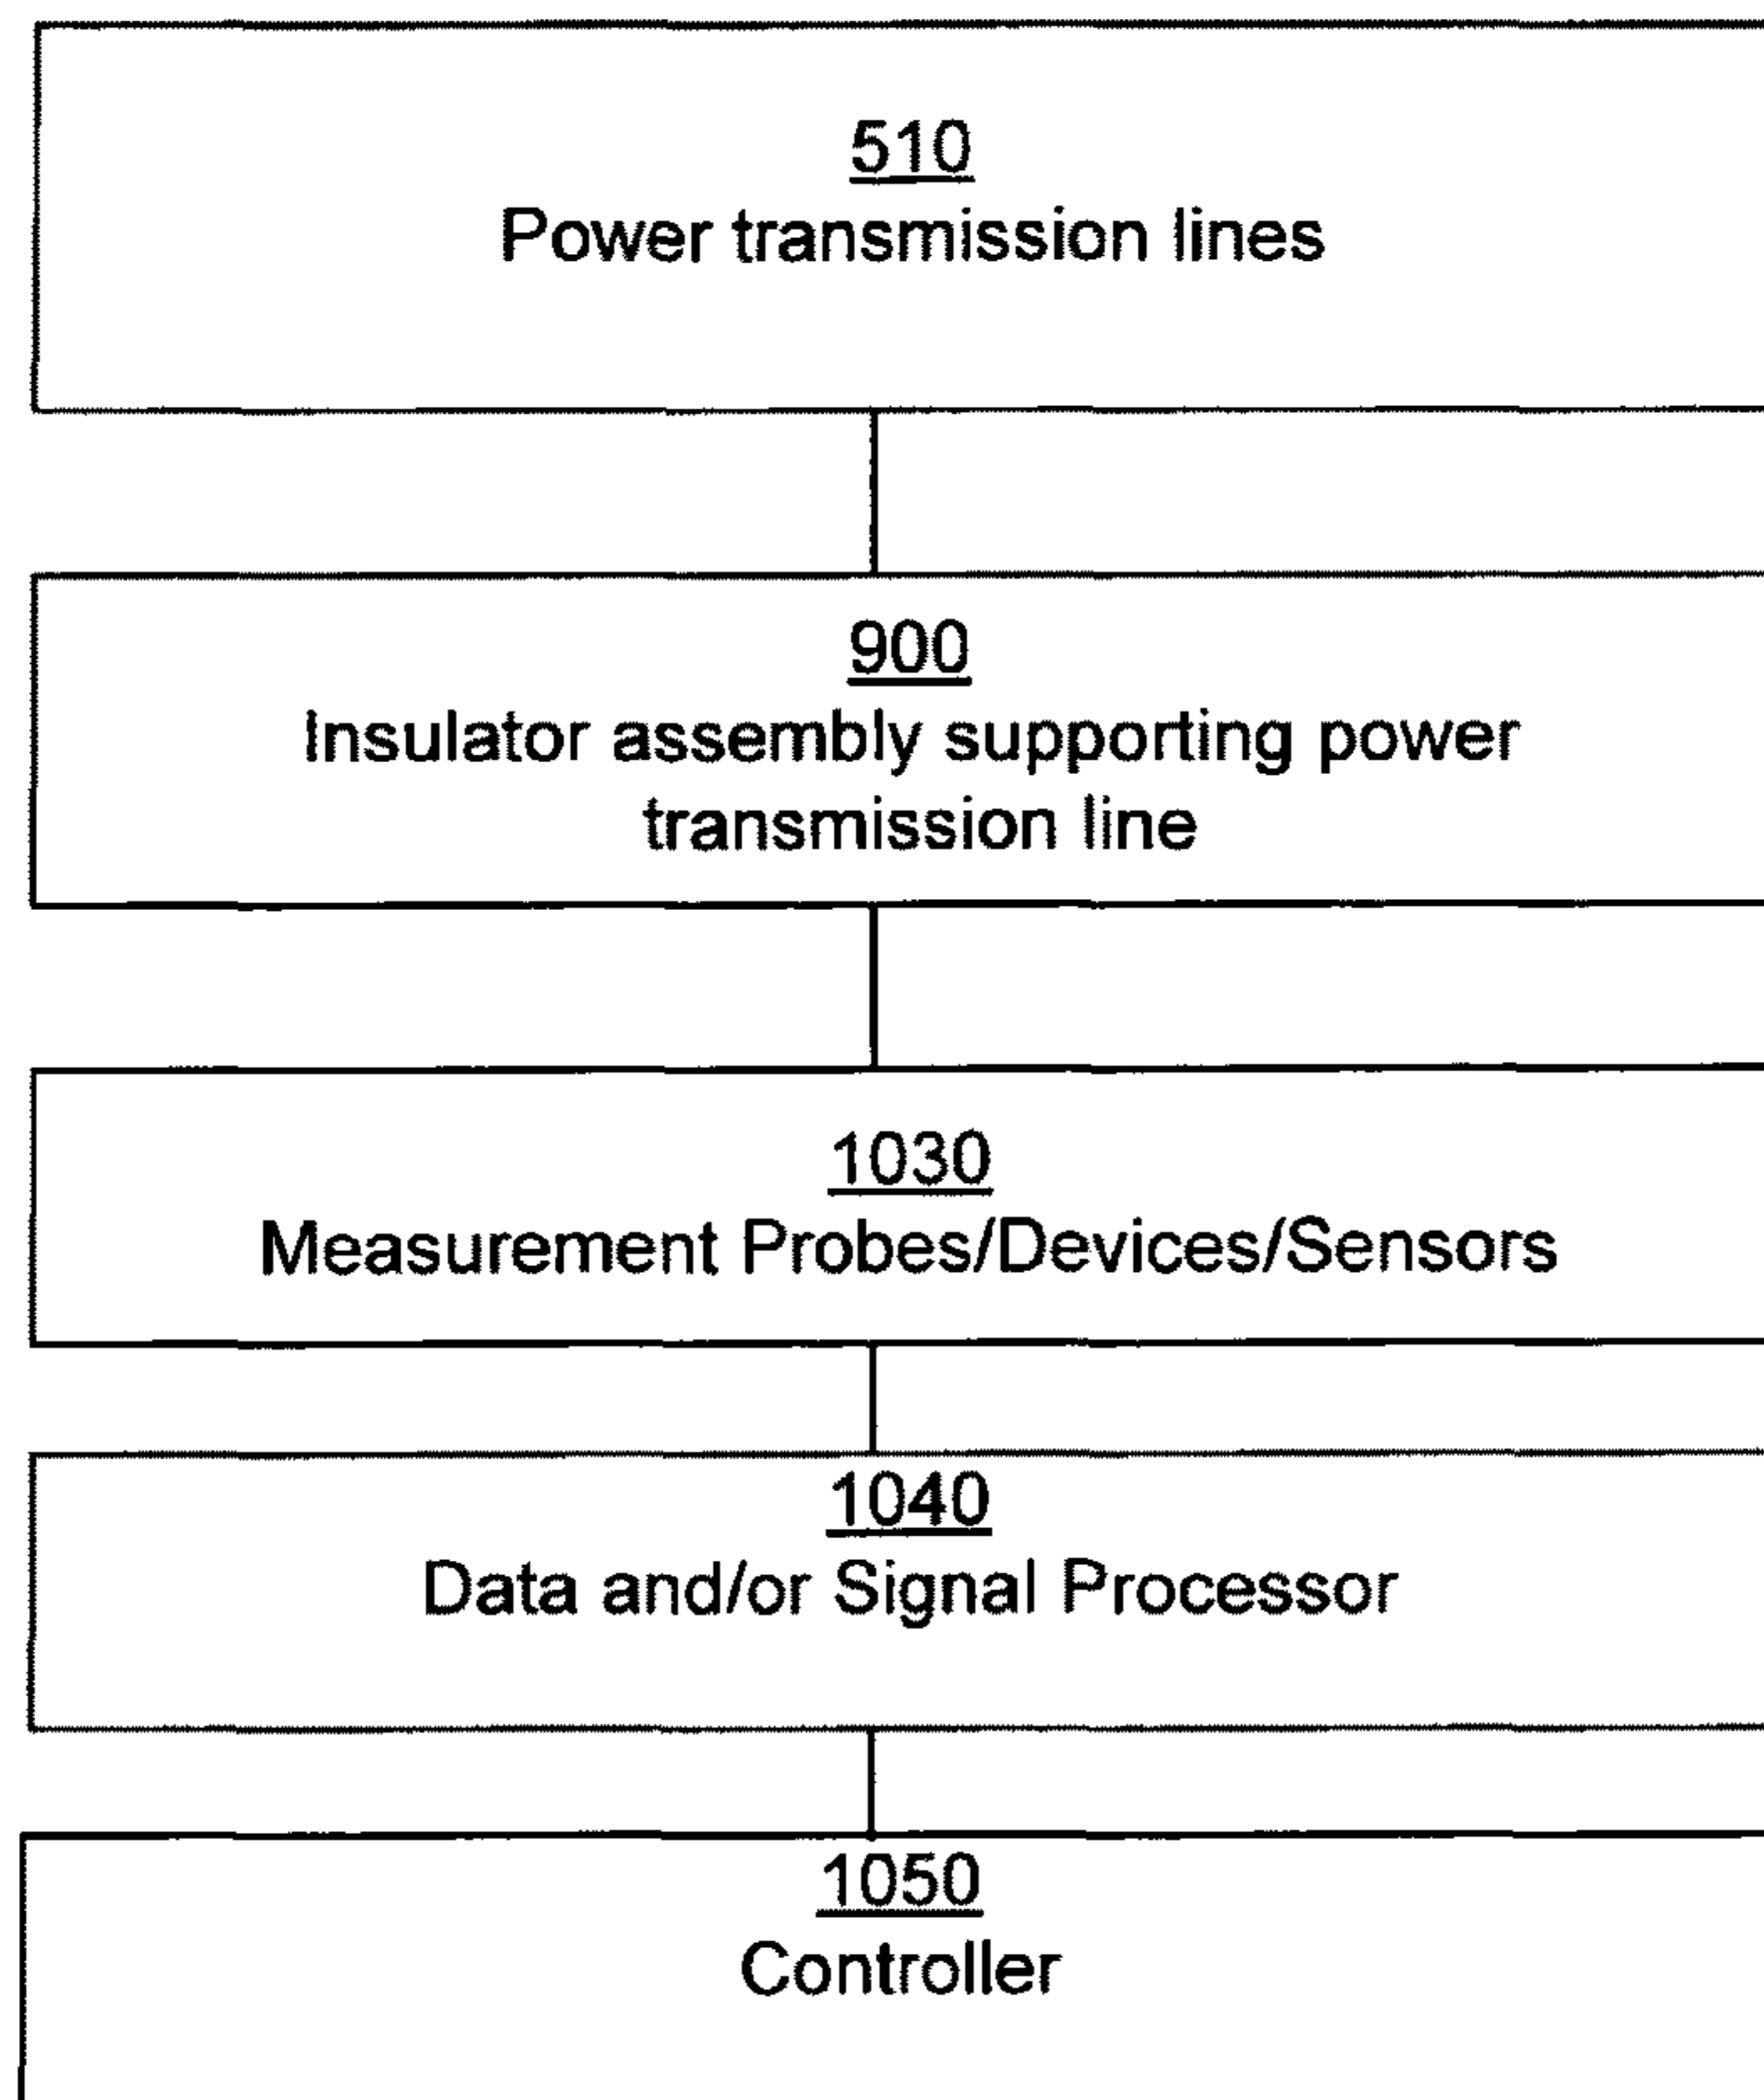 510
Power transmission lines
900
Insulator assembly supporting power
transmission line
1030
Measurement Probes/Devices/Sensors
1040
Data and/or Signal Processor
1050
Controller